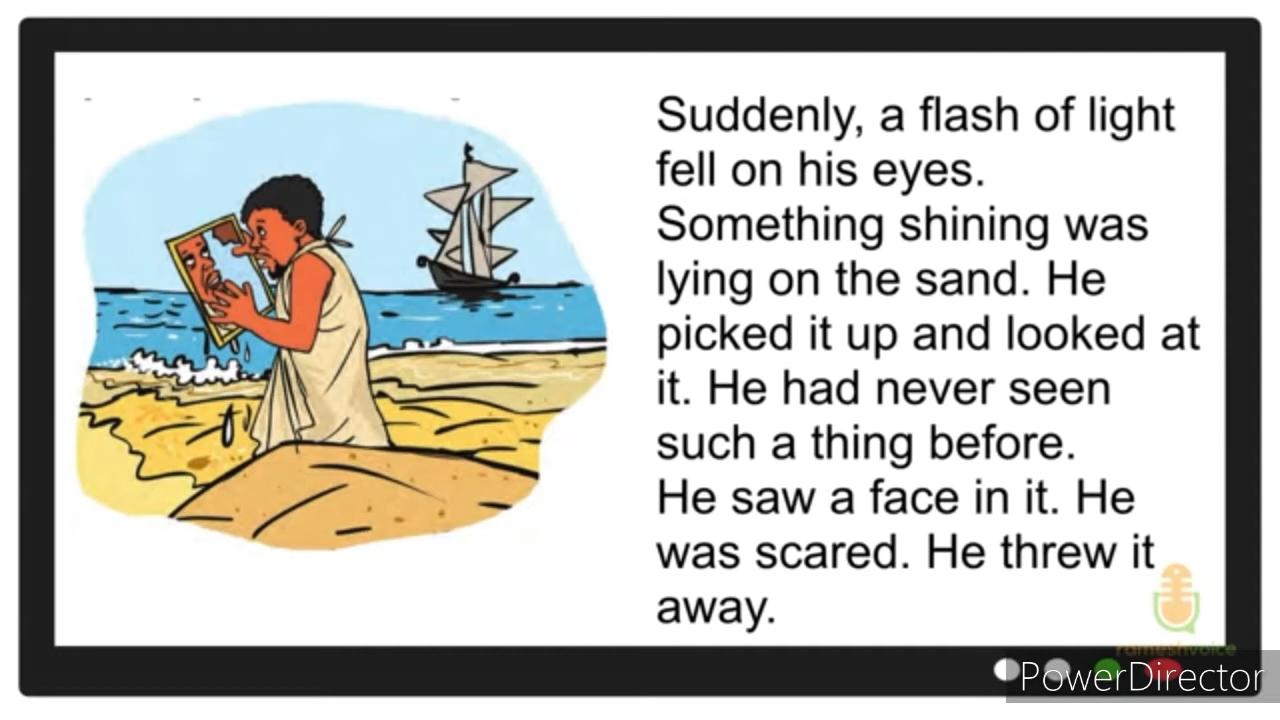 Suddenly, a flash of light
fell on his eyes.
Something shining was
lying on the sand. He
picked it up and looked at
it. He had never seen
such a thing before.
He saw a face in it. He
was scared. He threw it
away.
rameshvoice
PowerDirector